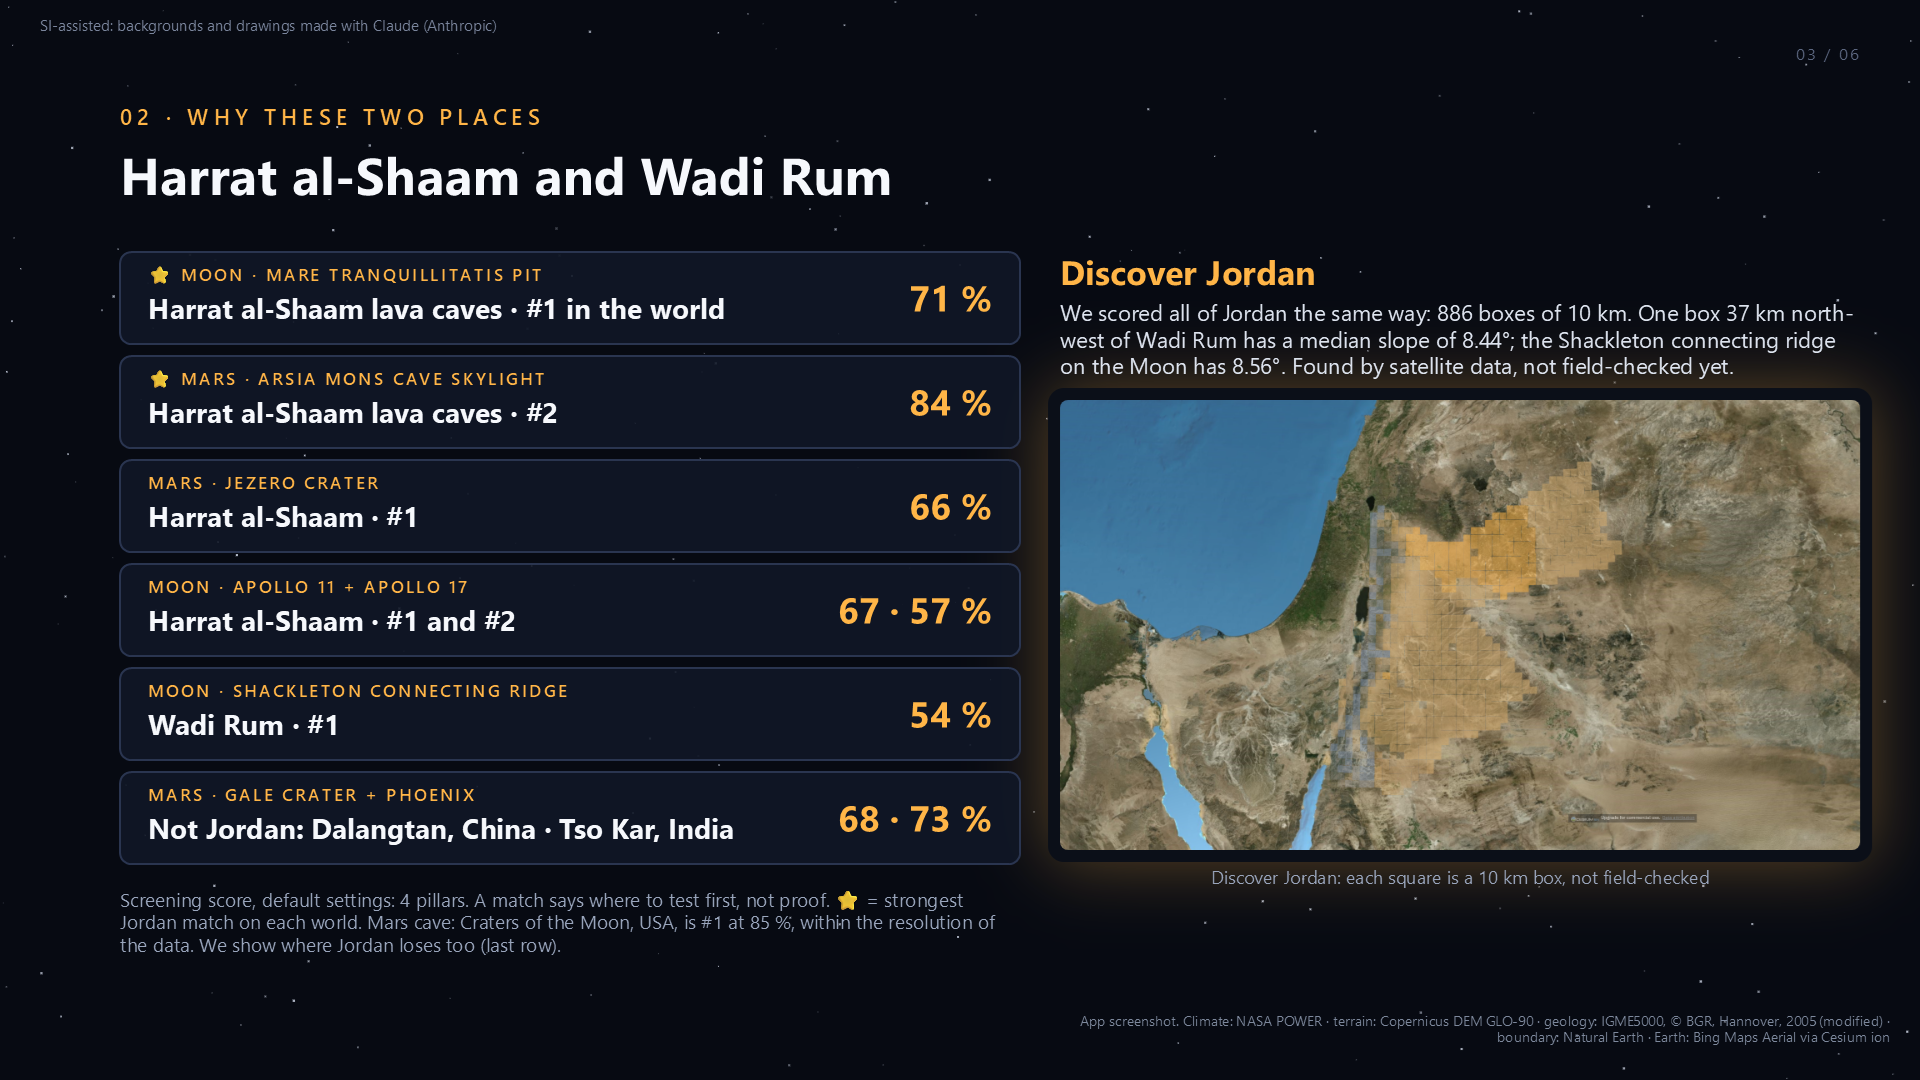 SI-assisted: backgrounds and drawings made with Claude (Anthropic)
03 / 06
02 · WHY THESE TWO PLACES
Harrat al-Shaam and Wadi Rum
⭐ MOON · MARE TRANQUILLITATIS PIT
Harrat al-Shaam lava caves · #1 in the world
71 %
⭐ MARS · ARSIA MONS CAVE SKYLIGHT
Harrat al-Shaam lava caves · #2
84 %
MARS · JEZERO CRATER
Harrat al-Shaam · #1
66 %
MOON · APOLLO 11 + APOLLO 17
Harrat al-Shaam · #1 and #2
67 · 57 %
MOON · SHACKLETON CONNECTING RIDGE
Wadi Rum · #1
54 %
MARS · GALE CRATER + PHOENIX
Not Jordan: Dalangtan, China · Tso Kar, India
68 · 73 %
Screening score, default settings: 4 pillars. A match says where to test first, not proof. ⭐ = strongest
Jordan match on each world. Mars cave: Craters of the Moon, USA, is #1 at 85 %, within the resolution of
the data. We show where Jordan loses too (last row).
Discover Jordan
We scored all of Jordan the same way: 886 boxes of 10 km. One box 37 km north-
west of Wadi Rum has a median slope of 8.44°; the Shackleton connecting ridge
on the Moon has 8.56°. Found by satellite data, not field-checked yet.
Discover Jordan: each square is a 10 km box, not field-checked
App screenshot. Climate: NASA POWER · terrain: Copernicus DEM GLO-90 · geology: IGME5000, © BGR, Hannover, 2005 (modified) ·
boundary: Natural Earth · Earth: Bing Maps Aerial via Cesium ion